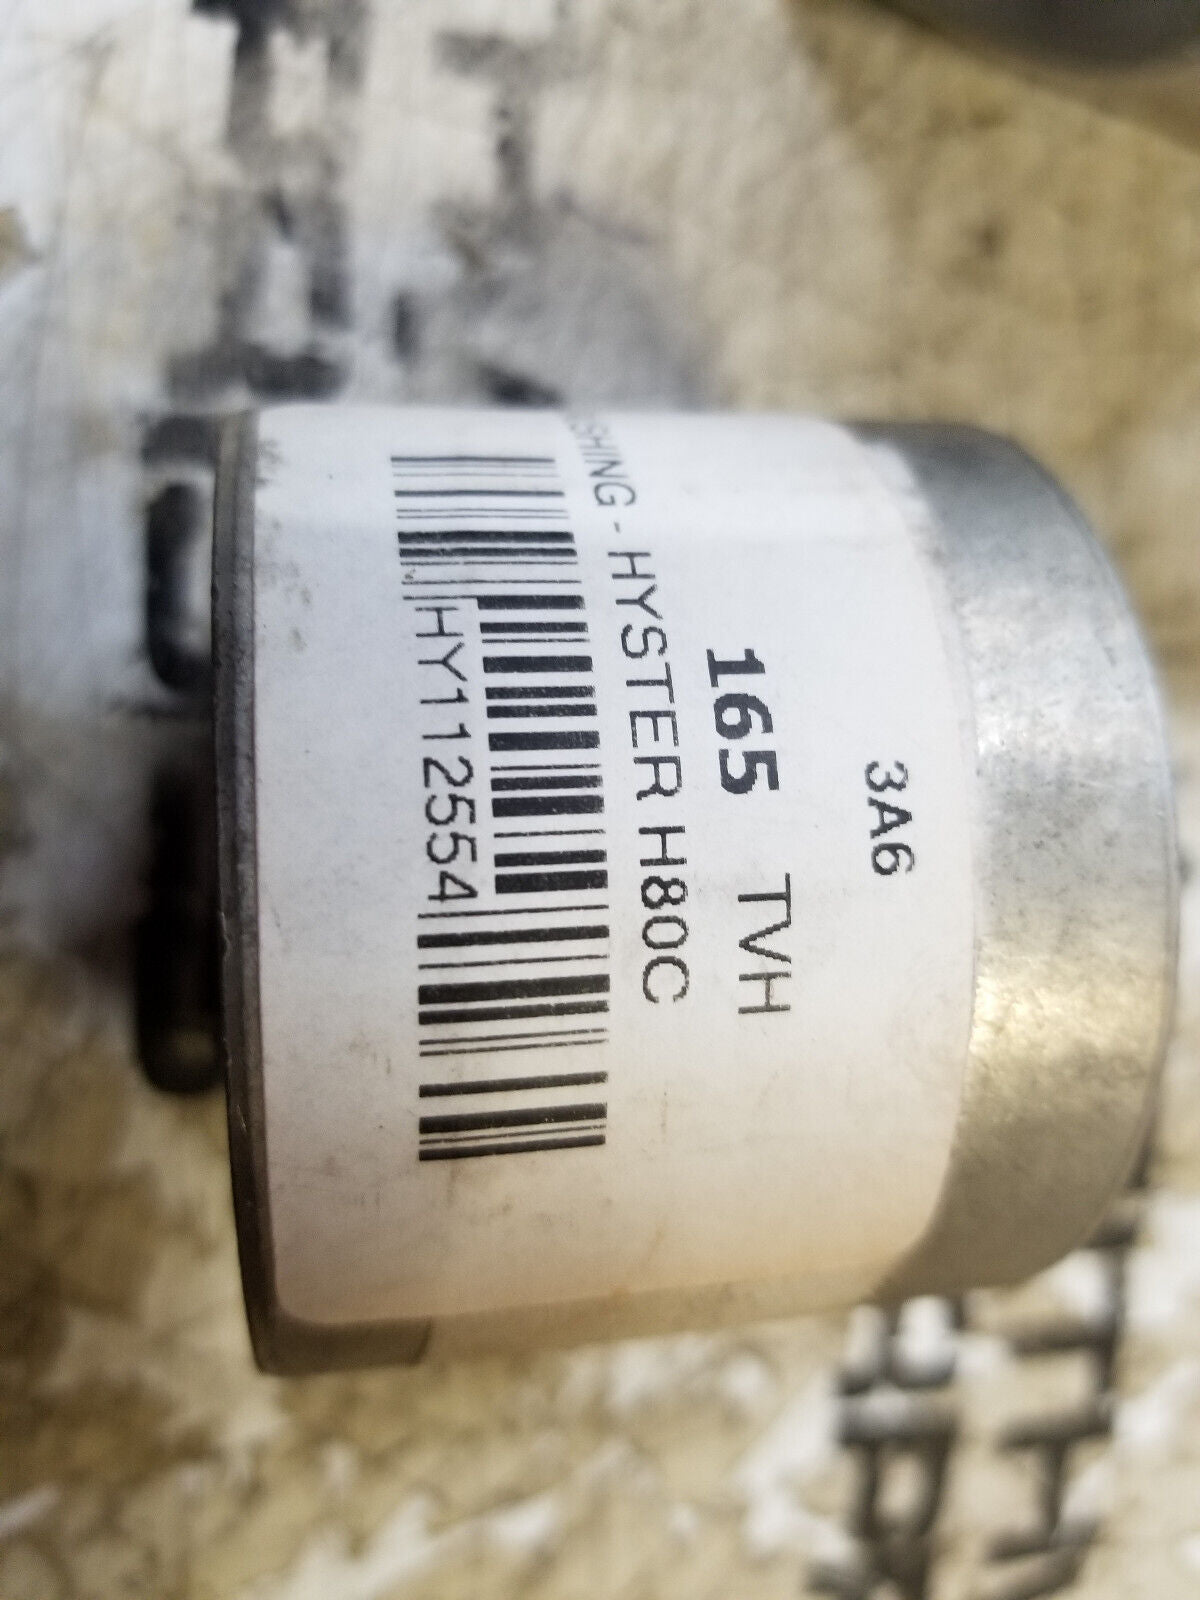 3A6
165 TVH
SHING - HYSTER H80C
HY112554